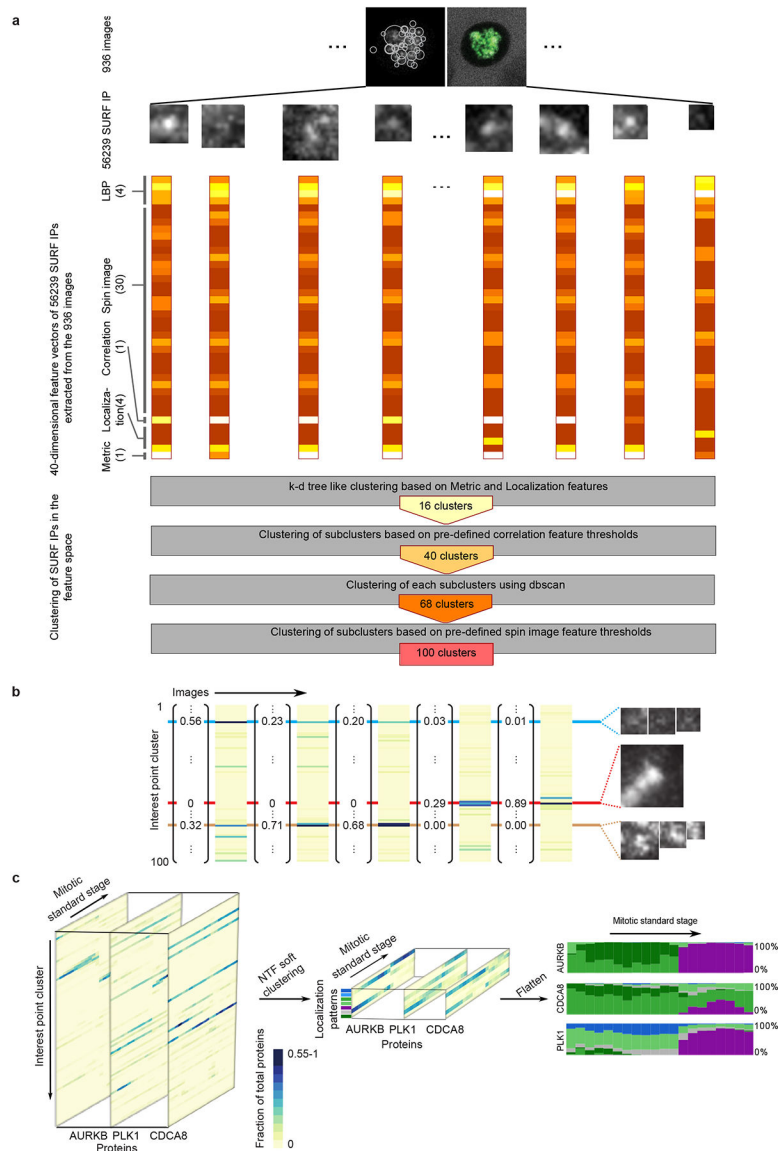 a
936 images
...
...
56239 SURF IP
...
40-dimensional feature vectors of 56239 SURF IPs
extracted from the 936 images
LBP
(4)
---
Spin image
(30)
Correlation
(1)
Localiza-
tion(4)
Metric
(1)
Clustering of SURF IPs in the
feature space
k-d tree like clustering based on Metric and Localization features
16 clusters
Clustering of subclusters based on pre-defined correlation feature thresholds
40 clusters
Clustering of each subclusters using dbscan
68 clusters
Clustering of subclusters based on pre-defined spin image feature thresholds
100 clusters
b
Images
Interest point cluster
1
100
... ... ... ... ...
0.56 0.23 0.20 0.03 0.01
... ... ... ... ...
0 0 0 0.29 0.89
0.32 0.71 0.68 0.00 0.00
... ... ... ... ...
c
Mitotic
standard stage
Interest point cluster
AURKB PLK1 CDCA8
Proteins
NTF soft
clustering
Fraction of total proteins
0.55-1
0
Mitotic
standard stage
Localization
patterns
AURKB PLK1 CDCA8
Proteins
Flatten
Mitotic standard stage
AURKB
100%
0%
CDCA8
100%
0%
PLK1
100%
0%